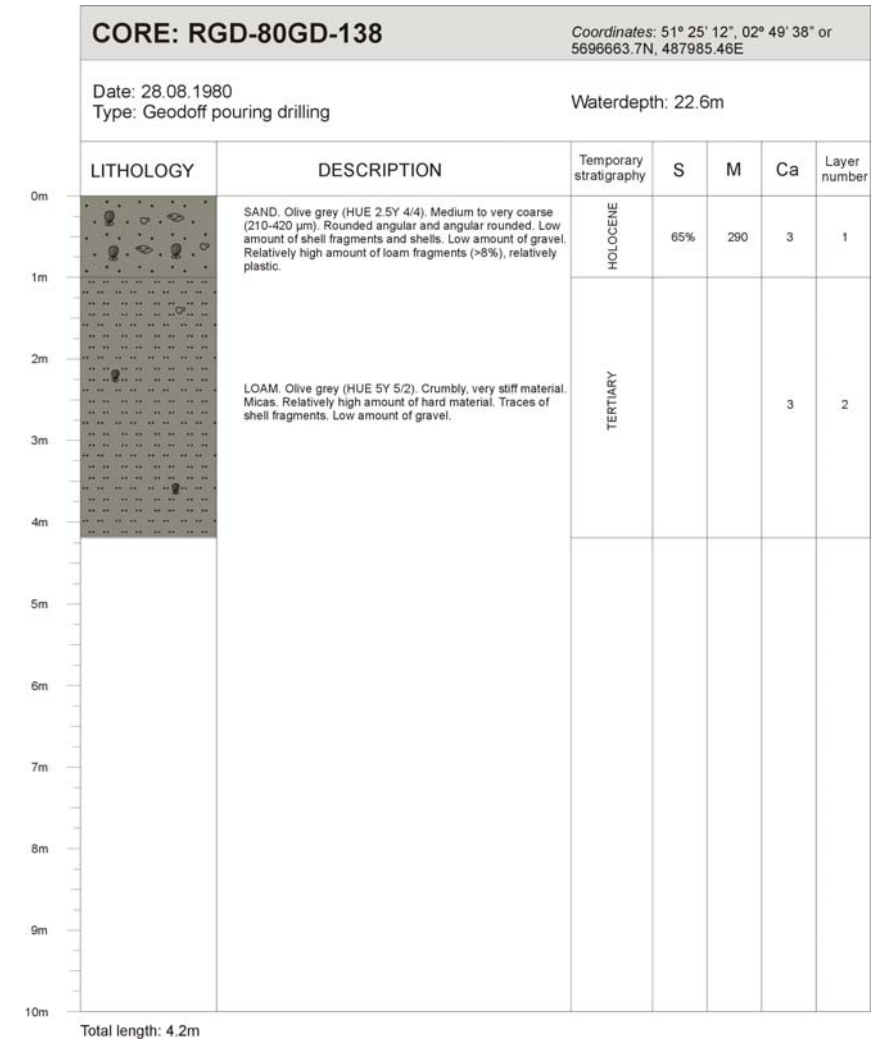 CORE: RGD-80GD-138
Coordinates: 51º 25’ 12”, 02º 49’ 38” or
5696663.7N, 487985.46E
Date: 28.08.1980
Type: Geodoff pouring drilling
Waterdepth: 22.6m
LITHOLOGY
DESCRIPTION
Temporary
stratigraphy
S
M
Ca
Layer
number
0m
SAND. Olive grey (HUE 2.5Y 4/4). Medium to very coarse
(210-420 µm). Rounded angular and angular rounded. Low
amount of shell fragments and shells. Low amount of gravel.
Relatively high amount of loam fragments (>8%), relatively
plastic.
HOLOCENE
65%
290
3
1
1m
2m
LOAM. Olive grey (HUE 5Y 5/2). Crumbly, very stiff material.
Micas. Relatively high amount of hard material. Traces of
shell fragments. Low amount of gravel.
TERTIARY
3
2
3m
4m
5m
6m
7m
8m
9m
10m
Total length: 4.2m